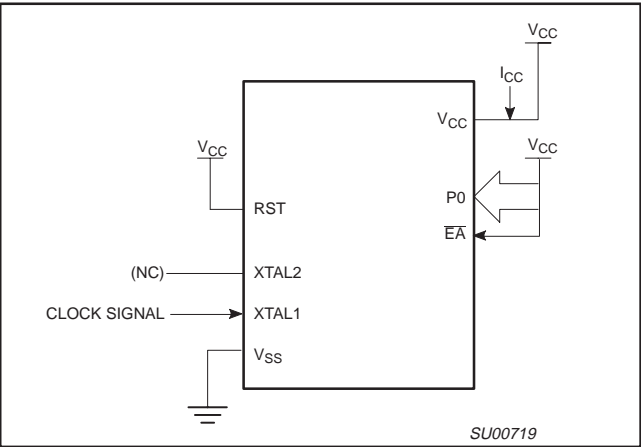 VCC
ICC
VCC
VCC
VCC
RST
P0
EA
(NC)
XTAL2
CLOCK SIGNAL
XTAL1
VSS
SU00719